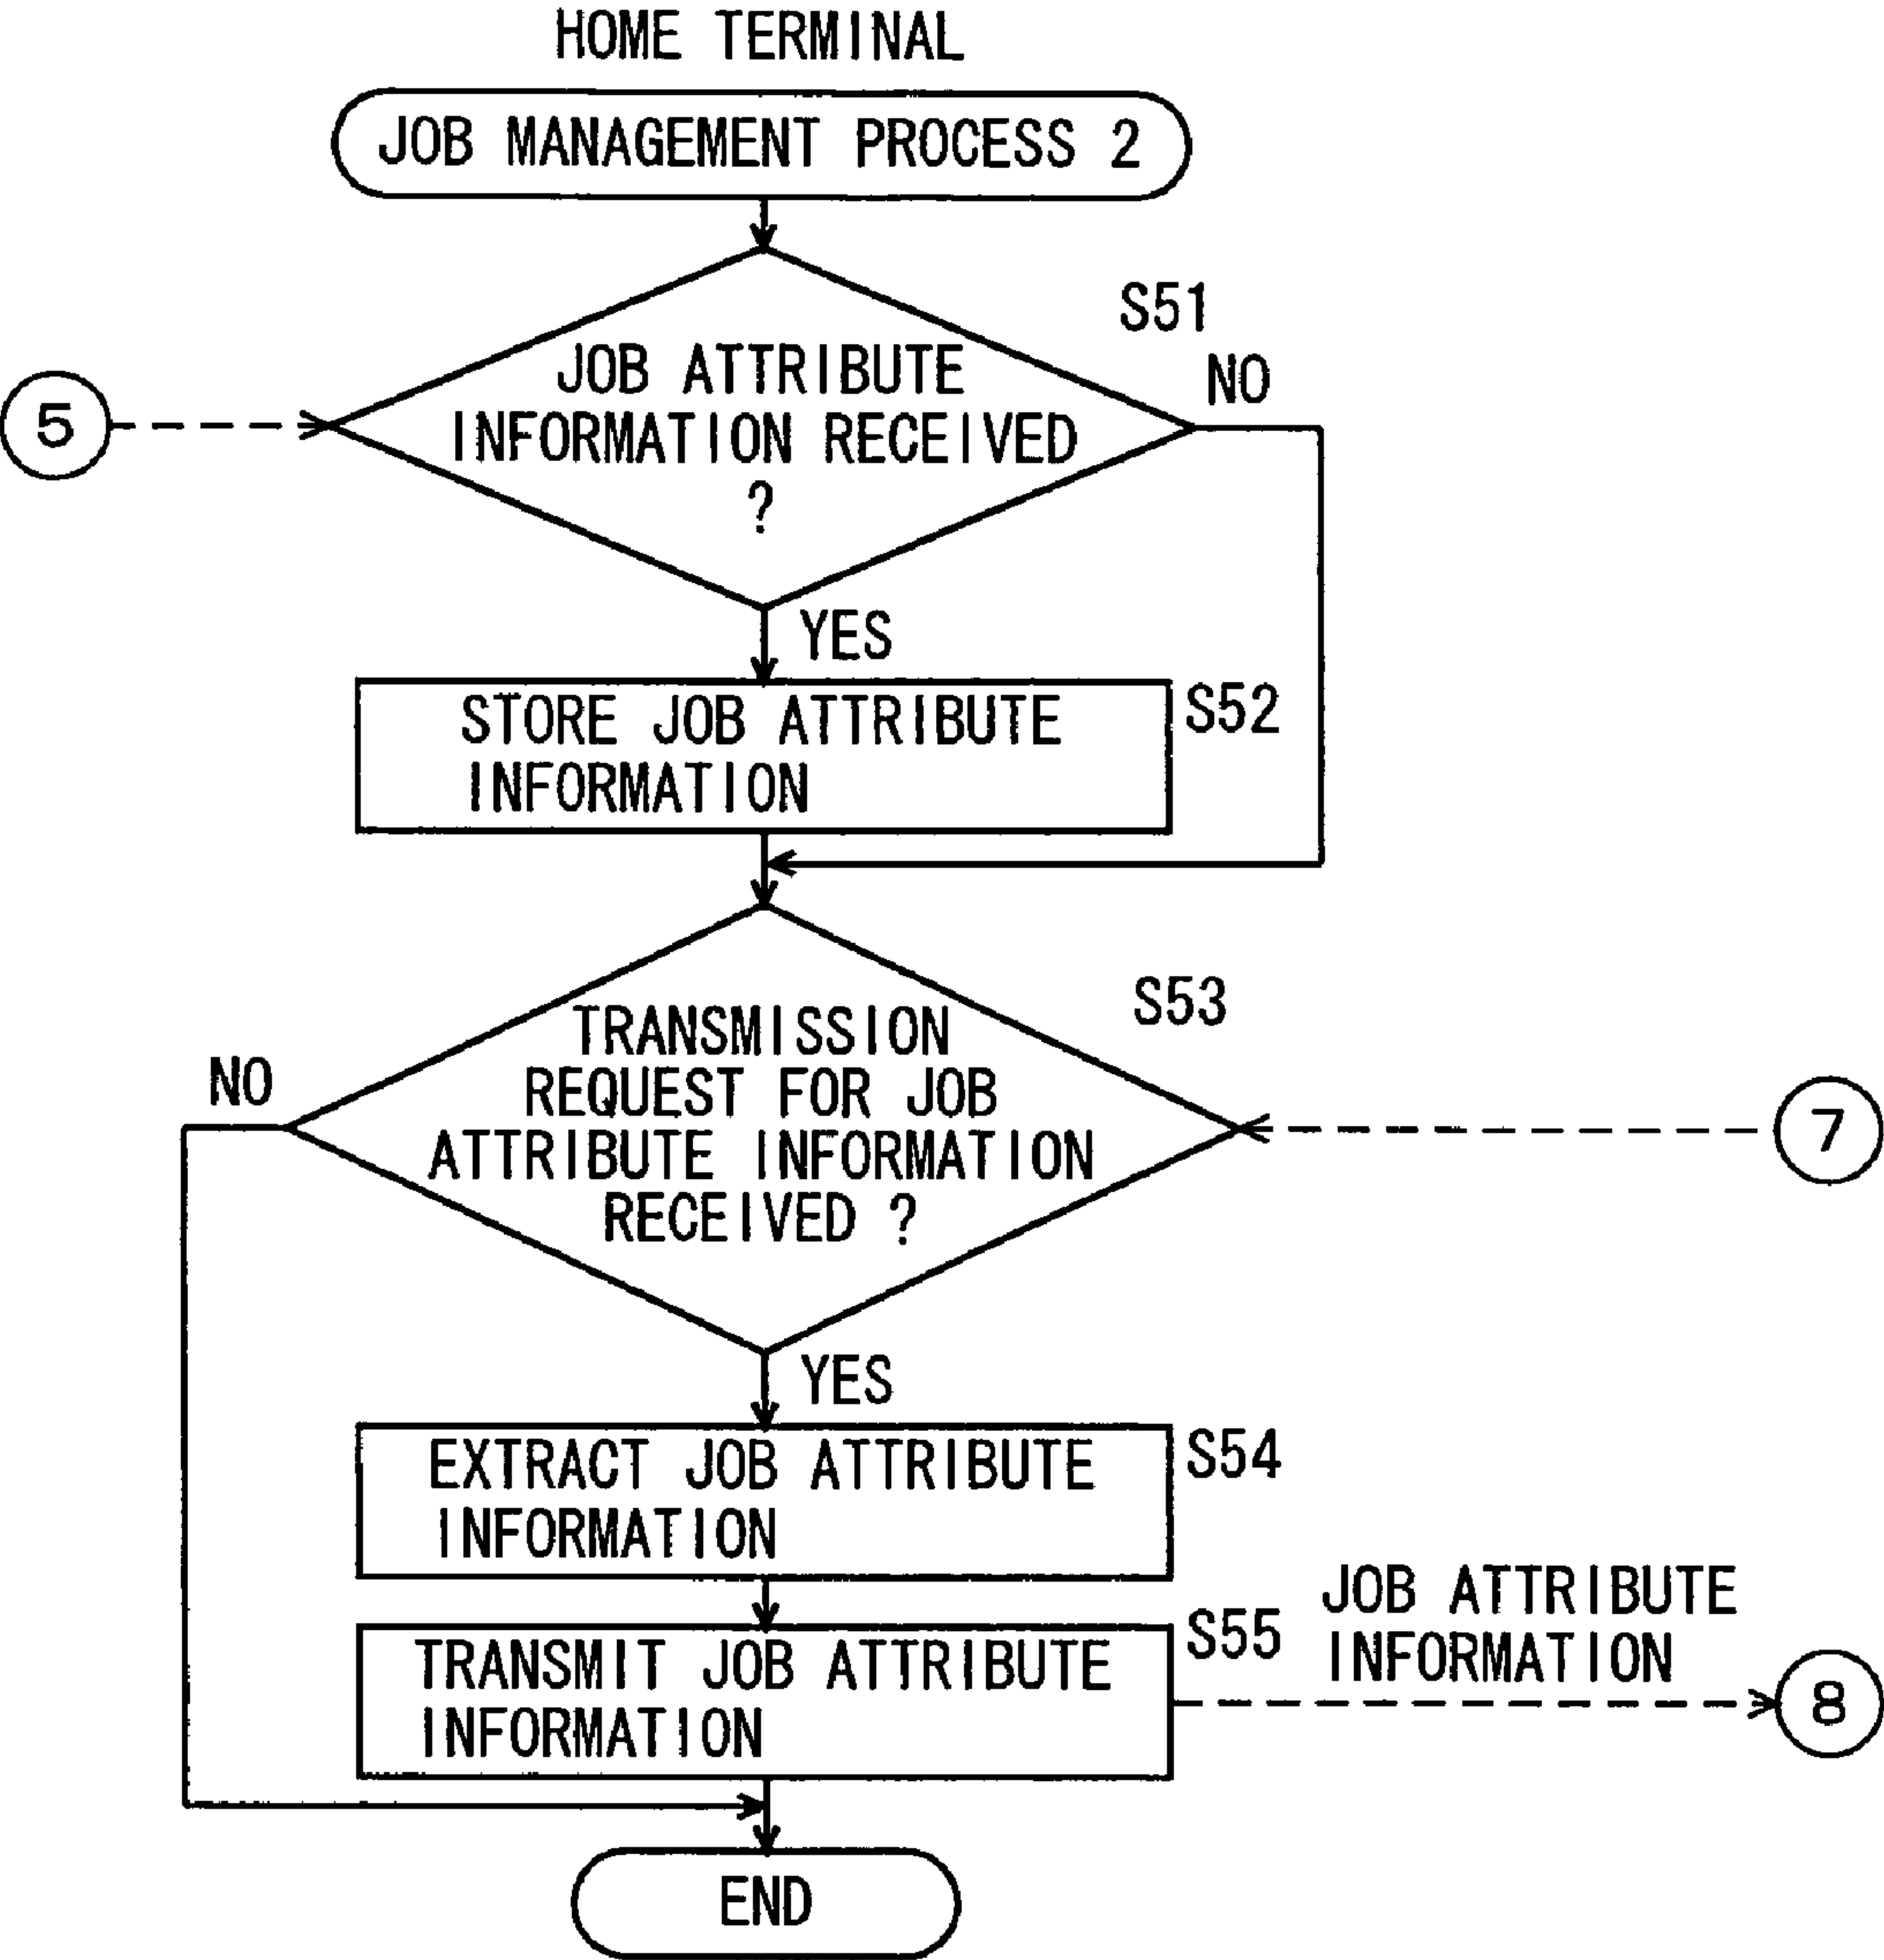 HOME TERMINAL
JOB MANAGEMENT PROCESS 2
S51
JOB ATTRIBUTE
NO
INFORMATION RECEIVED
5
?
YES
STORE JOB ATTRIBUTE
S52
INFORMATION
S53
TRANSMISSION
NO
REQUEST FOR JOB
7
ATTRIBUTE INFORMATION
RECEIVED ?
YES
EXTRACT JOB ATTRIBUTE
S54
INFORMATION
JOB ATTRIBUTE
INFORMATION
S55
TRANSMIT JOB ATTRIBUTE
INFORMATION
8
END